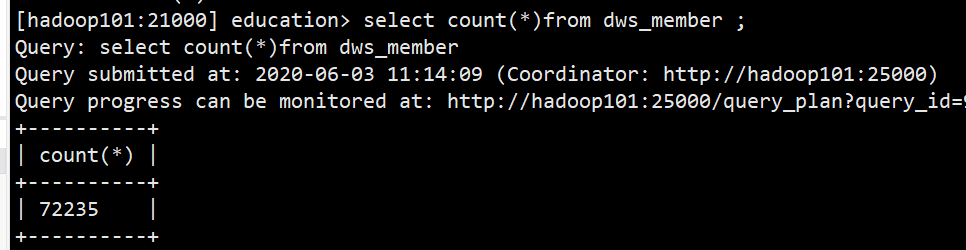 [hadoop101:21000] education> select count(*)from dws_member ;
Query: select count(*)from dws_member
Query submitted at: 2020-06-03 11:14:09 (Coordinator: http://hadoop101:25000)
Query progress can be monitored at: http://hadoop101:25000/query_plan?query_id=
+----------+
| count(*) |
+----------+
| 72235    |
+----------+